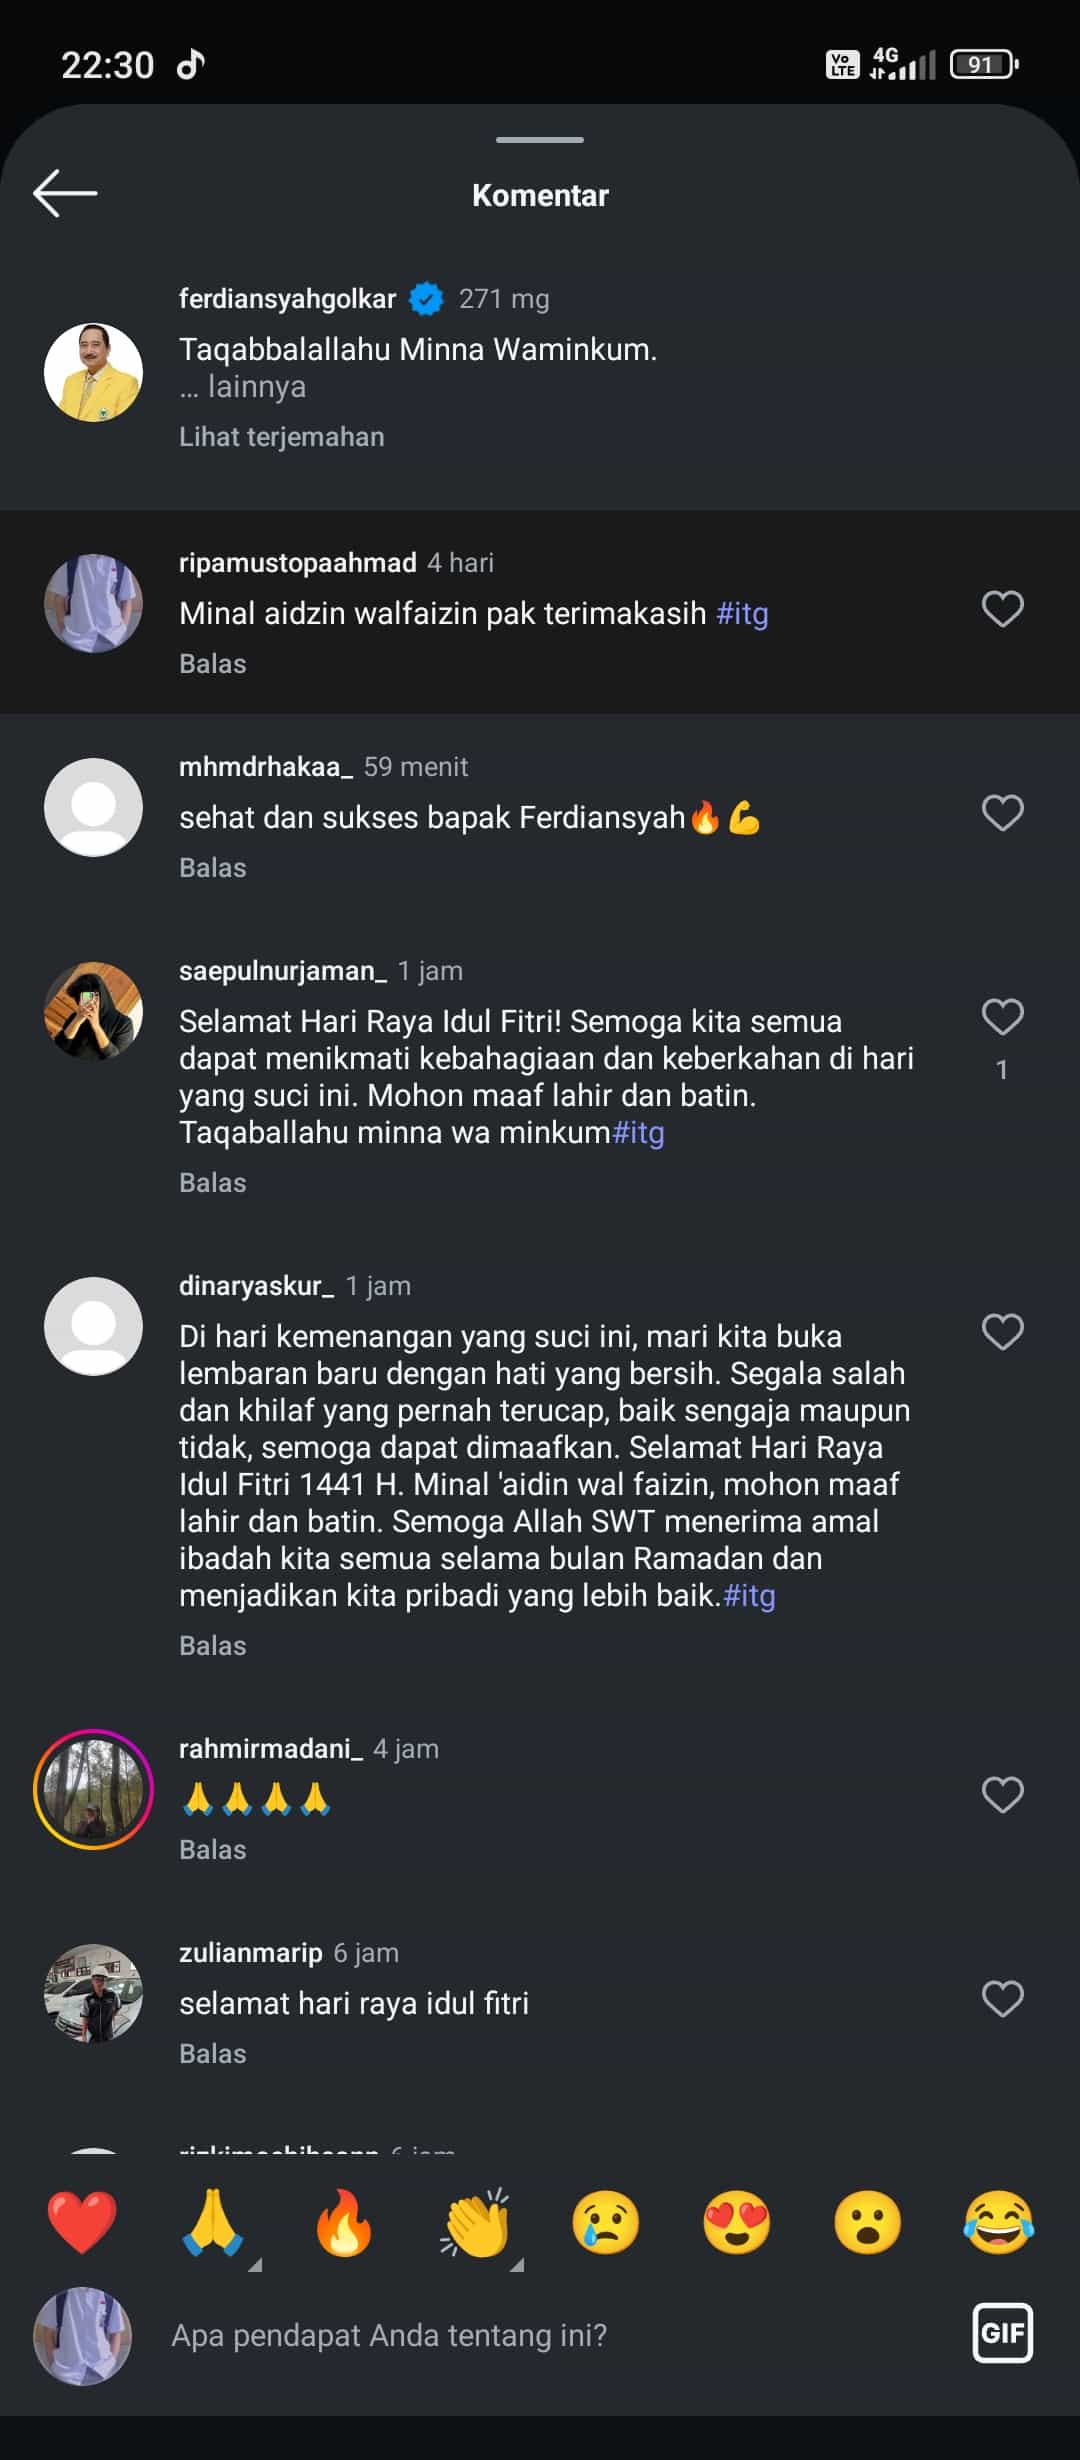 22:30
Vo LTE 4G 91
Komentar
ferdiansyahgolkar 271 mg
Taqabbalallahu Minna Waminkum.
... lainnya
Lihat terjemahan
ripamustopaahmad 4 hari
Minal aidzin walfaizin pak terimakasih #itg
Balas
mhmdrhakaa_ 59 menit
sehat dan sukses bapak Ferdiansyah🔥💪
Balas
saepulnurjaman_ 1 jam
Selamat Hari Raya Idul Fitri! Semoga kita semua
dapat menikmati kebahagiaan dan keberkahan di hari
yang suci ini. Mohon maaf lahir dan batin.
Taqaballahu minna wa minkum#itg
1
Balas
dinaryaskur_ 1 jam
Di hari kemenangan yang suci ini, mari kita buka
lembaran baru dengan hati yang bersih. Segala salah
dan khilaf yang pernah terucap, baik sengaja maupun
tidak, semoga dapat dimaafkan. Selamat Hari Raya
Idul Fitri 1441 H. Minal 'aidin wal faizin, mohon maaf
lahir dan batin. Semoga Allah SWT menerima amal
ibadah kita semua selama bulan Ramadan dan
menjadikan kita pribadi yang lebih baik.#itg
Balas
rahmirmadani_ 4 jam
🙏🙏🙏🙏
Balas
zulianmarip 6 jam
selamat hari raya idul fitri
Balas
6 jam
Apa pendapat Anda tentang ini?
GIF